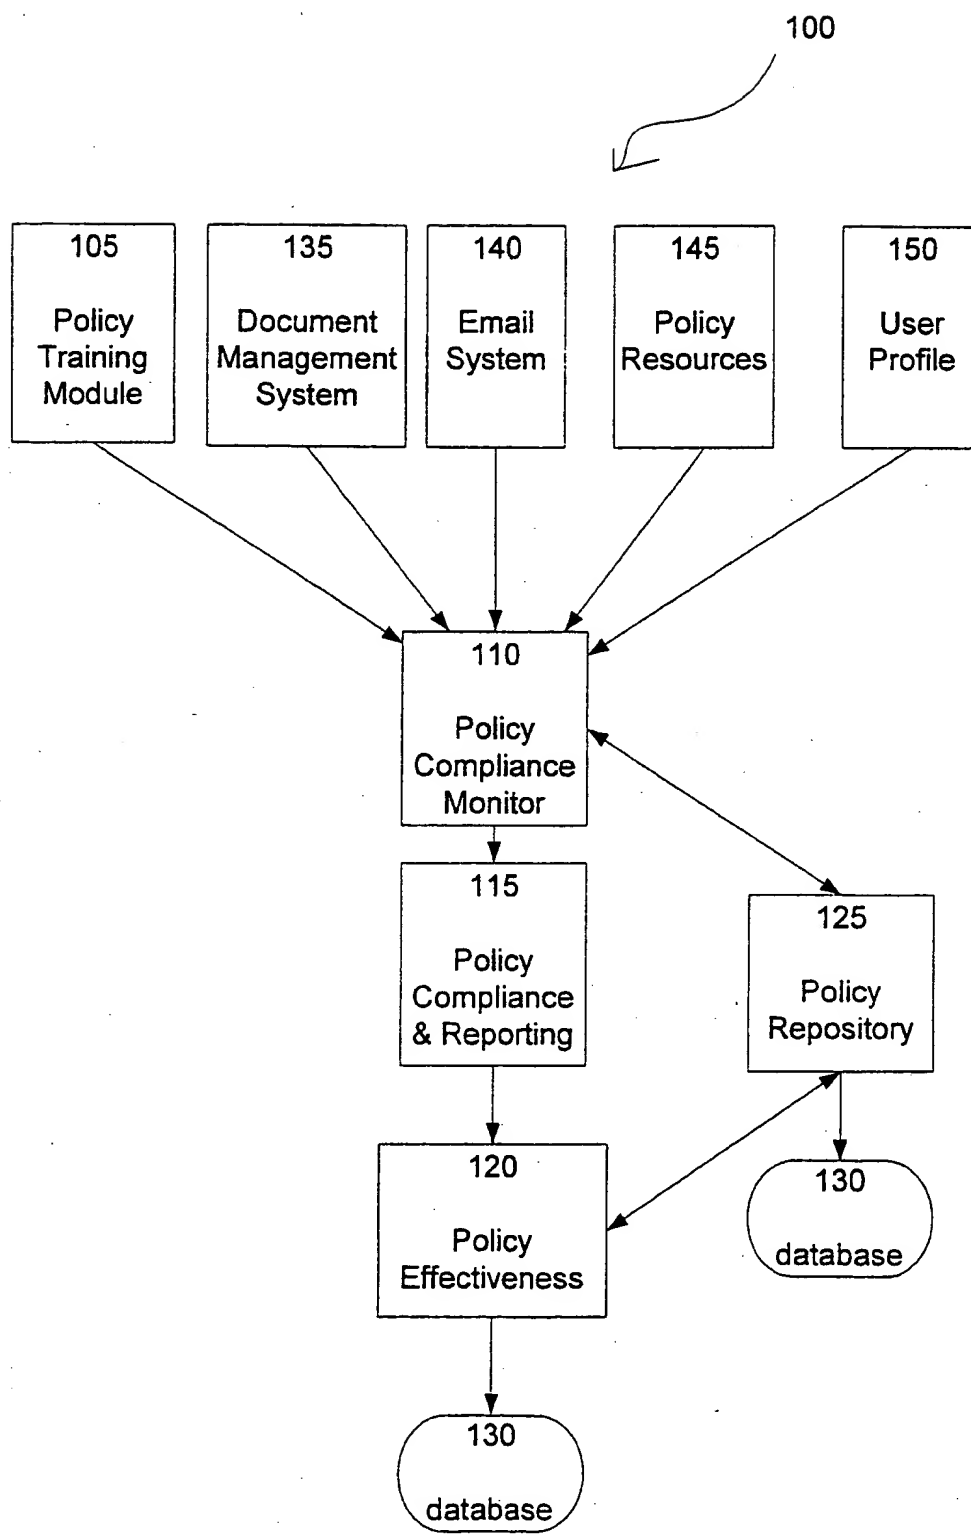 100
105
Policy
Training
Module
135
Document
Management
System
140
Email
System
145
Policy
Resources
150
User
Profile
110
Policy
Compliance
Monitor
115
Policy
Compliance
& Reporting
125
Policy
Repository
120
Policy
Effectiveness
130
database
130
database